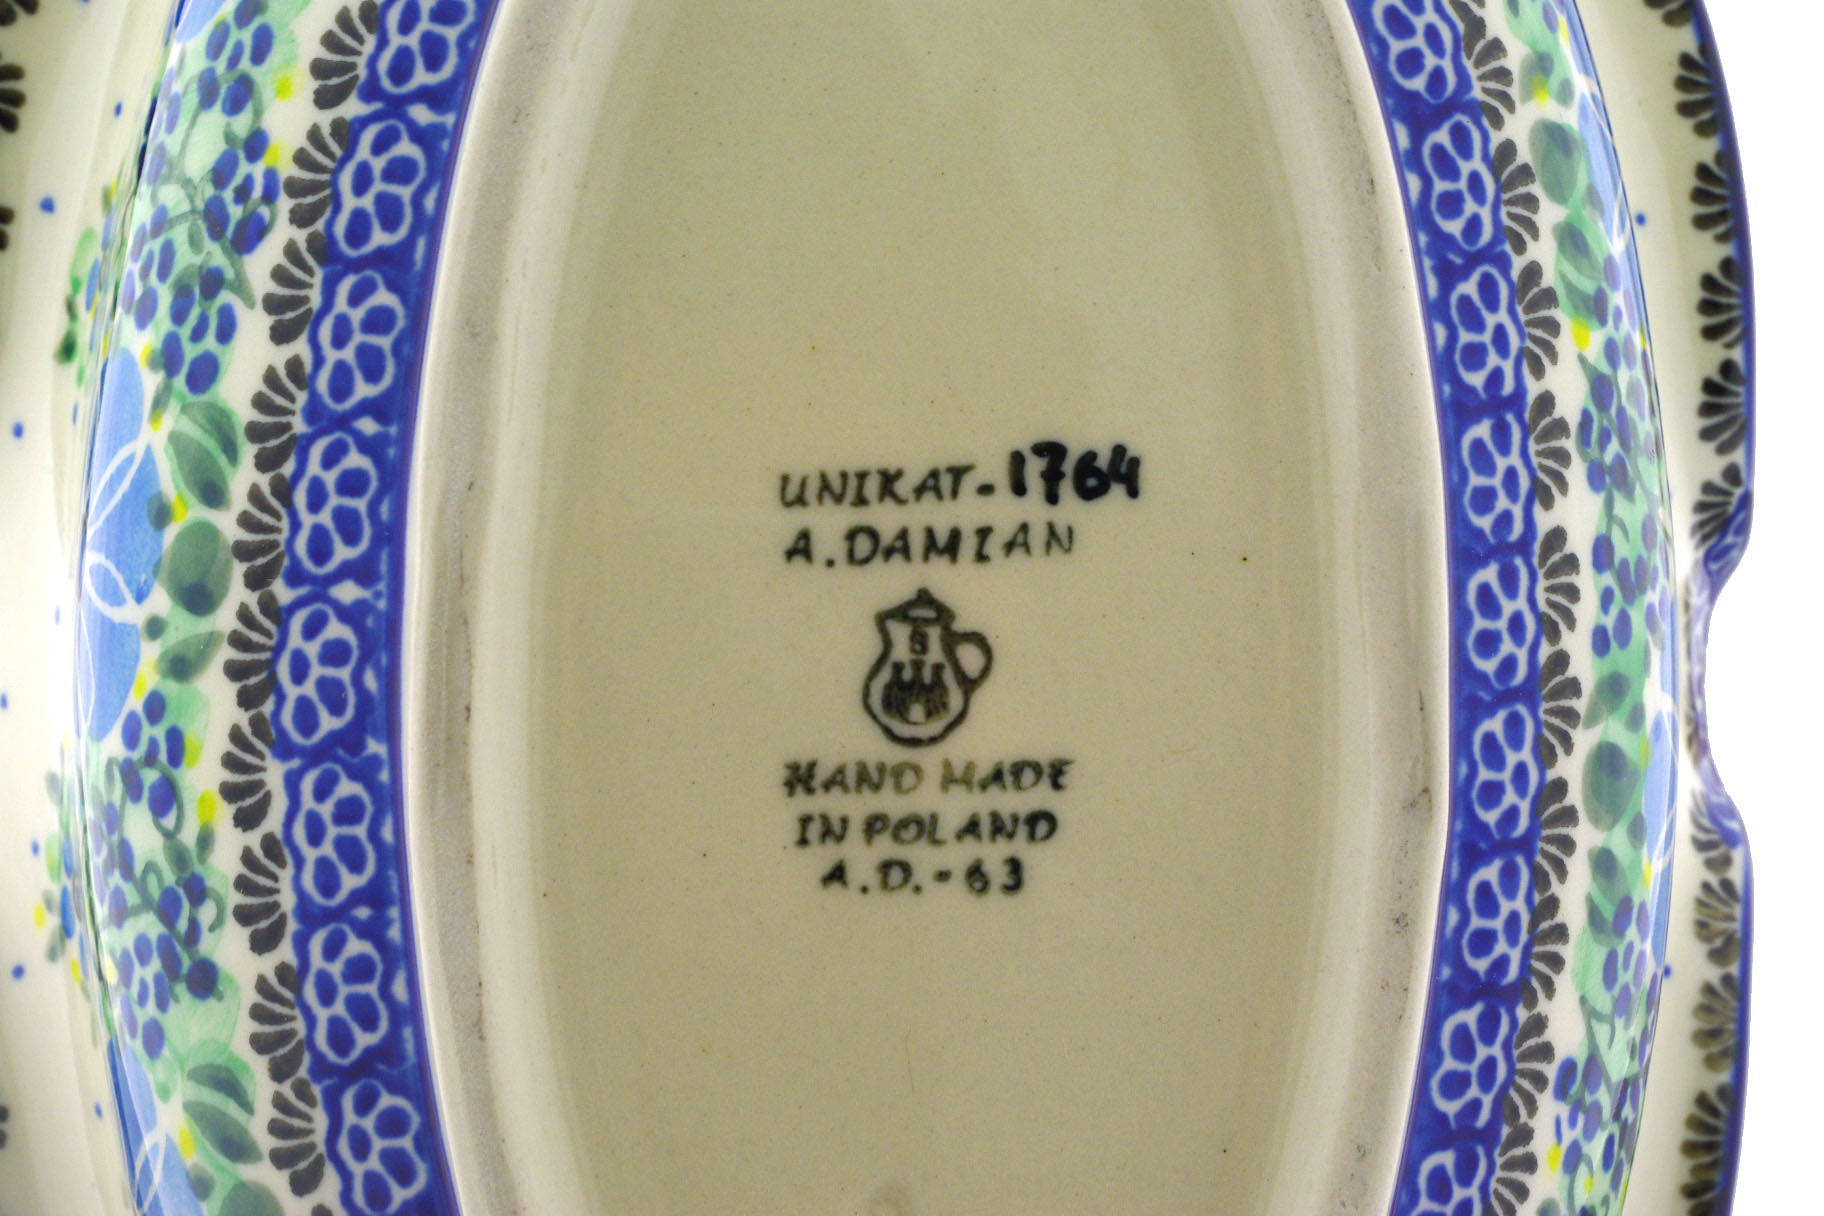 UNIKAT-1764
A.DAMIAN
S
HAND MADE
IN POLAND
A.D.-63